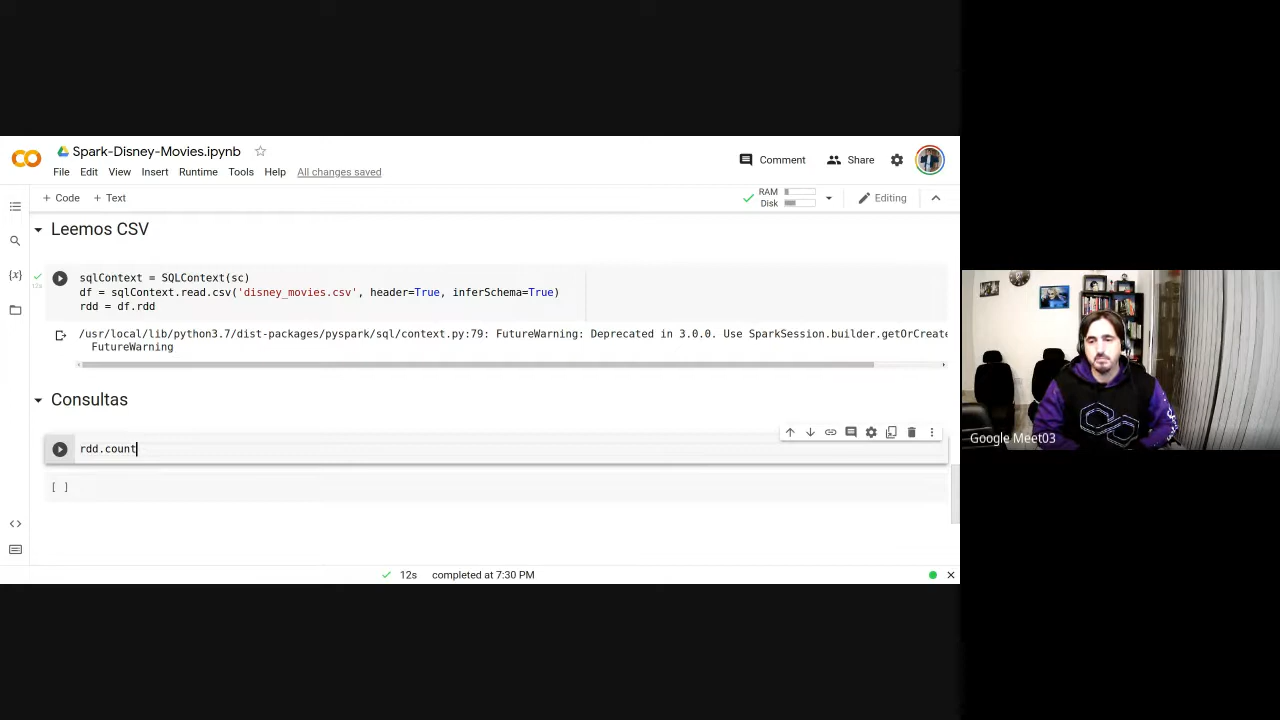 Spark-Disney-Movies.ipynb
File Edit View Insert Runtime Tools Help All changes saved
Comment Share
+ Code + Text
RAM
Disk
Editing
Leemos CSV
12s
sqlContext = SQLContext(sc)
df = sqlContext.read.csv('disney_movies.csv', header=True, inferSchema=True)
rdd = df.rdd
/usr/local/lib/python3.7/dist-packages/pyspark/sql/context.py:79: FutureWarning: Deprecated in 3.0.0. Use SparkSession.builder.getOrCreate
FutureWarning
Consultas
rdd.count
[ ]
12s completed at 7:30 PM
Google Meet03